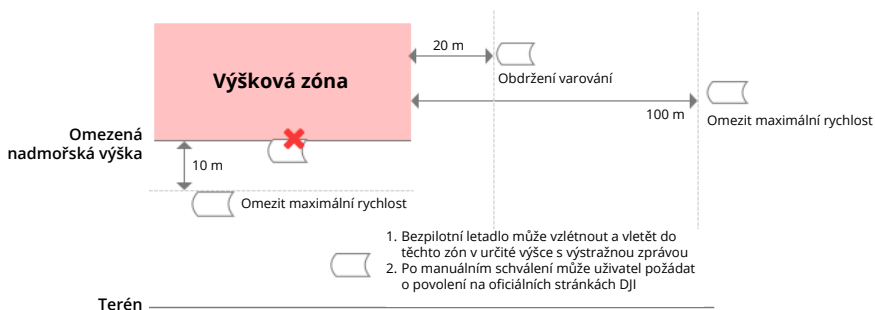 Výšková zóna
20 m
Obdržení varování
100 m
Omezit maximální rychlost
Omezená
nadmořská výška
10 m
Omezit maximální rychlost
1. Bezpilotní letadlo může vzlétnout a vletět do
těchto zón v určité výšce s výstražnou zprávou
2. Po manuálním schválení může uživatel požádat
o povolení na oficiálních stránkách DJI
Terén